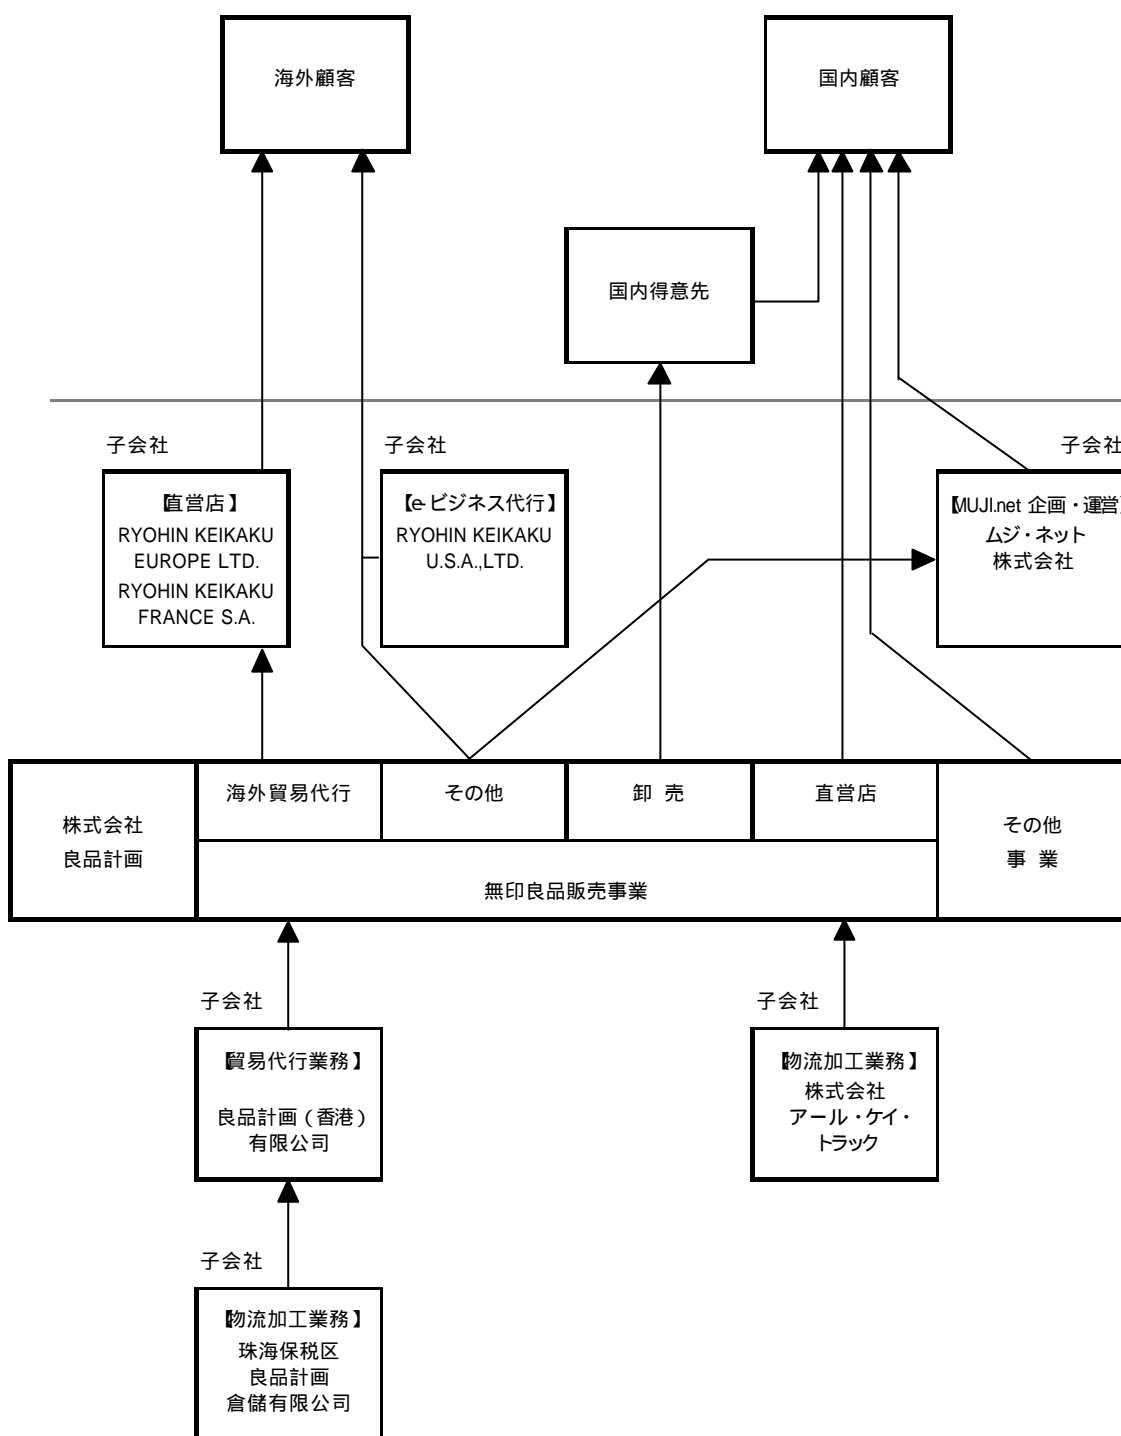 海外顧客
国内顧客
国内得意先
子会社
子会社
子会社
【直営店】
RYOHIN KEIKAKU
EUROPE LTD.
RYOHIN KEIKAKU
FRANCE S.A.
【e-ビジネス代行】
RYOHIN KEIKAKU
U.S.A.,LTD.
【MUJI.net 企画・運営】
ムジ・ネット
株式会社
株式会社
良品計画
海外貿易代行
その他
卸 売
直営店
無印良品販売事業
その他
事 業
子会社
子会社
【貿易代行業務】
良品計画（香港）
有限公司
【物流加工業務】
株式会社
アール・ケイ・
トラック
子会社
【物流加工業務】
珠海保税区
良品計画
倉儲有限公司